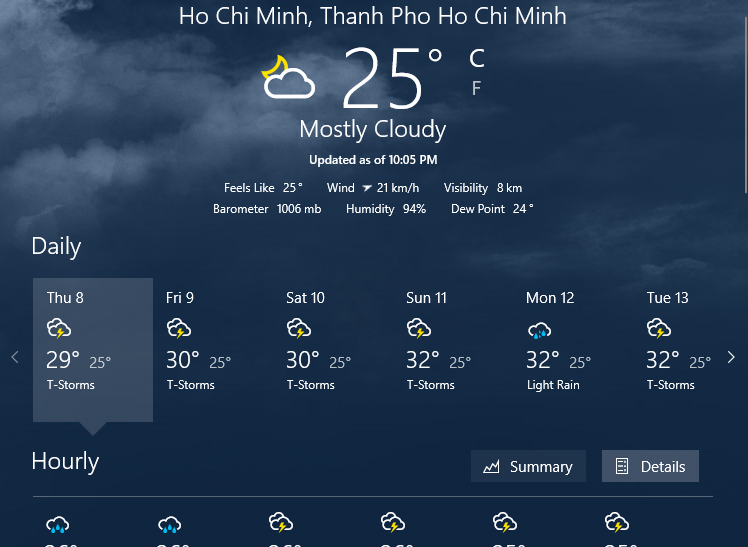 Ho Chi Minh, Thanh Pho Ho Chi Minh
25° C
F
Mostly Cloudy
Updated as of 10:05 PM
Feels Like 25° Wind 21 km/h Visibility 8 km
Barometer 1006 mb Humidity 94% Dew Point 24°
Daily
Thu 8 Fri 9 Sat 10 Sun 11 Mon 12 Tue 13
29° 25° 30° 25° 30° 25° 32° 25° 32° 25° 32° 25°
T-Storms T-Storms T-Storms T-Storms Light Rain T-Storms
Hourly Summary Details